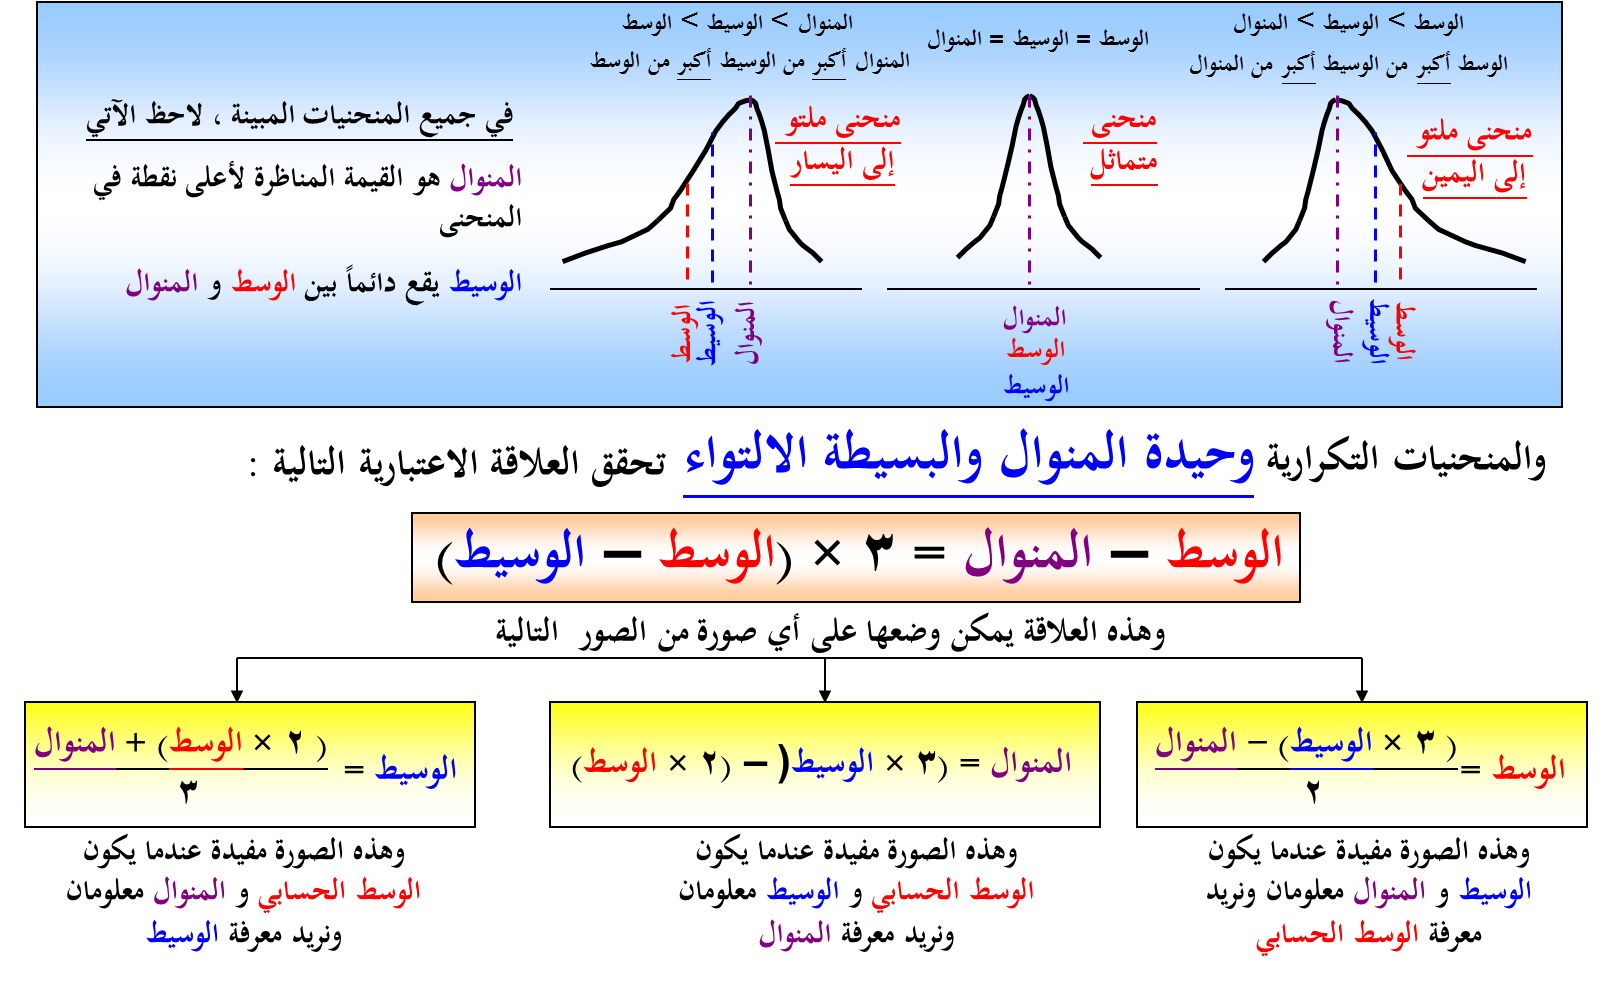 الوسط > الوسيط > المنوال
الوسط أكبر من الوسيط أكبر من المنوال
منحنى ملتو
إلى اليمين
المنوال
الوسيط
الوسط
الوسط = الوسيط = المنوال
منحنى
متماثل
المنوال
الوسط
الوسيط
المنوال > الوسيط > الوسط
المنوال أكبر من الوسيط أكبر من الوسط
منحنى ملتو
إلى اليسار
المنوال
الوسيط
الوسط
في جميع المنحنيات المبينة ، لاحظ الآتي
المنوال هو القيمة المناظرة لأعلى نقطة في
المنحنى
الوسيط يقع دائماً بين الوسط و المنوال
والمنحنيات التكرارية وحيدة المنوال والبسيطة الالتواء تحقق العلاقة الاعتبارية التالية :
الوسط – المنوال = ٣ × (الوسط – الوسيط)
وهذه العلاقة يمكن وضعها على أي صورة من الصور التالية
الوسط = ( ٣ × الوسيط) – المنوال
٢
وهذه الصورة مفيدة عندما يكون
الوسيط و المنوال معلومان ونريد
معرفة الوسط الحسابي
المنوال = (٣ × الوسيط) – (٢ × الوسط)
وهذه الصورة مفيدة عندما يكون
الوسط الحسابي و الوسيط معلومان
ونريد معرفة المنوال
الوسيط = ( ٢ × الوسط) + المنوال
٣
وهذه الصورة مفيدة عندما يكون
الوسط الحسابي و المنوال معلومان
ونريد معرفة الوسيط